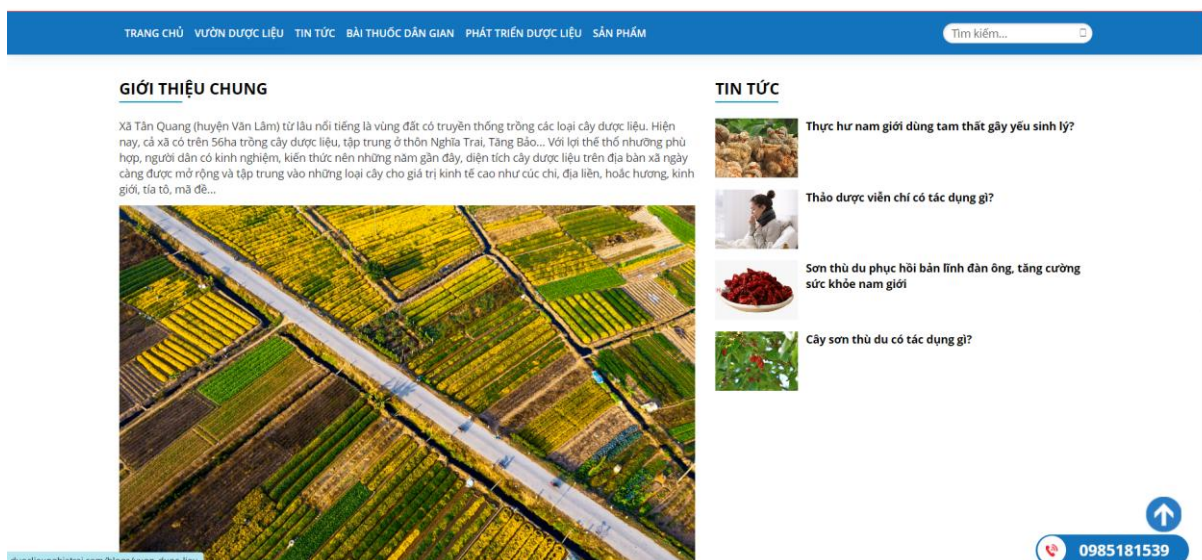 TRANG CHỦ VƯỜN DƯỢC LIỆU TIN TỨC BÀI THUỐC DÂN GIAN PHÁT TRIỂN DƯỢC LIỆU SẢN PHẨM
Tìm kiếm...
GIỚI THIỆU CHUNG
Xã Tân Quang (huyện Văn Lâm) từ lâu nổi tiếng là vùng đất có truyền thống trồng các loại cây dược liệu. Hiện
nay, cả xã có trên 56ha trồng cây dược liệu, tập trung ở thôn Nghĩa Trai, Tăng Bảo... Với lợi thế thổ nhưỡng phù
hợp, người dân có kinh nghiệm, kiến thức nên những năm gần đây, diện tích cây dược liệu trên địa bàn xã ngày
càng được mở rộng và tập trung vào những loại cây cho giá trị kinh tế cao như cúc chi, địa liền, hoắc hương, kinh
giới, tía tô, mã đề...
TIN TỨC
Thực hư nam giới dùng tam thất gây yếu sinh lý?
Thảo dược viễn chí có tác dụng gì?
Sơn thù du phục hồi bản lĩnh đàn ông, tăng cường
sức khỏe nam giới
Cây sơn thù du có tác dụng gì?
0985181539